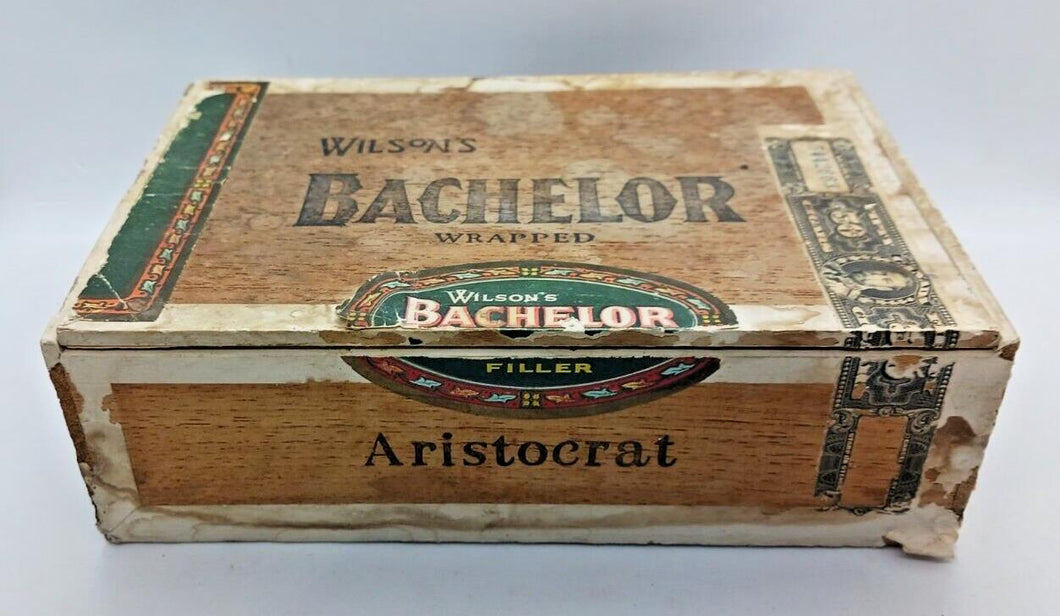 WILSON'S
BACHELOR
WRAPPED
WILSON'S
BACHELOR
FILLER
Aristocrat